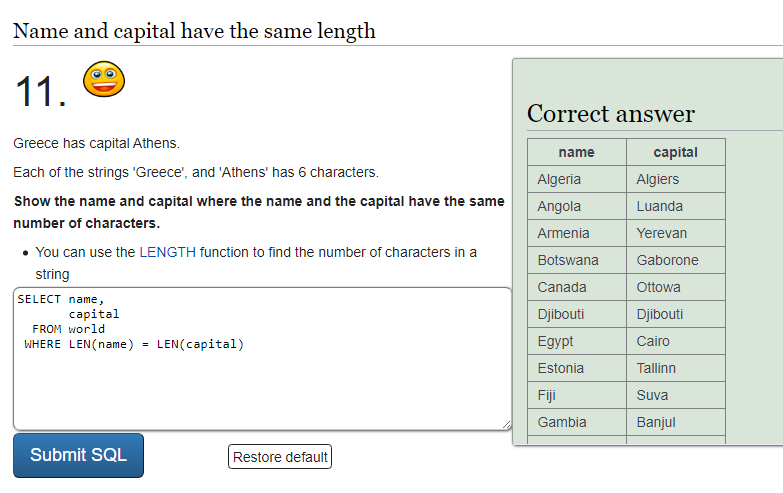 Name and capital have the same length
11.
Greece has capital Athens.
Each of the strings 'Greece', and 'Athens' has 6 characters.
Show the name and capital where the name and the capital have the same
number of characters.
• You can use the LENGTH function to find the number of characters in a
string
SELECT name,
capital
FROM world
WHERE LEN(name) = LEN(capital)
Submit SQL
Restore default
Correct answer
name capital
Algeria Algiers
Angola Luanda
Armenia Yerevan
Botswana Gaborone
Canada Ottowa
Djibouti Djibouti
Egypt Cairo
Estonia Tallinn
Fiji Suva
Gambia Banjul